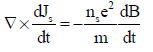 ∇×dJₛ/dt = −nₛe²/m dB/dt